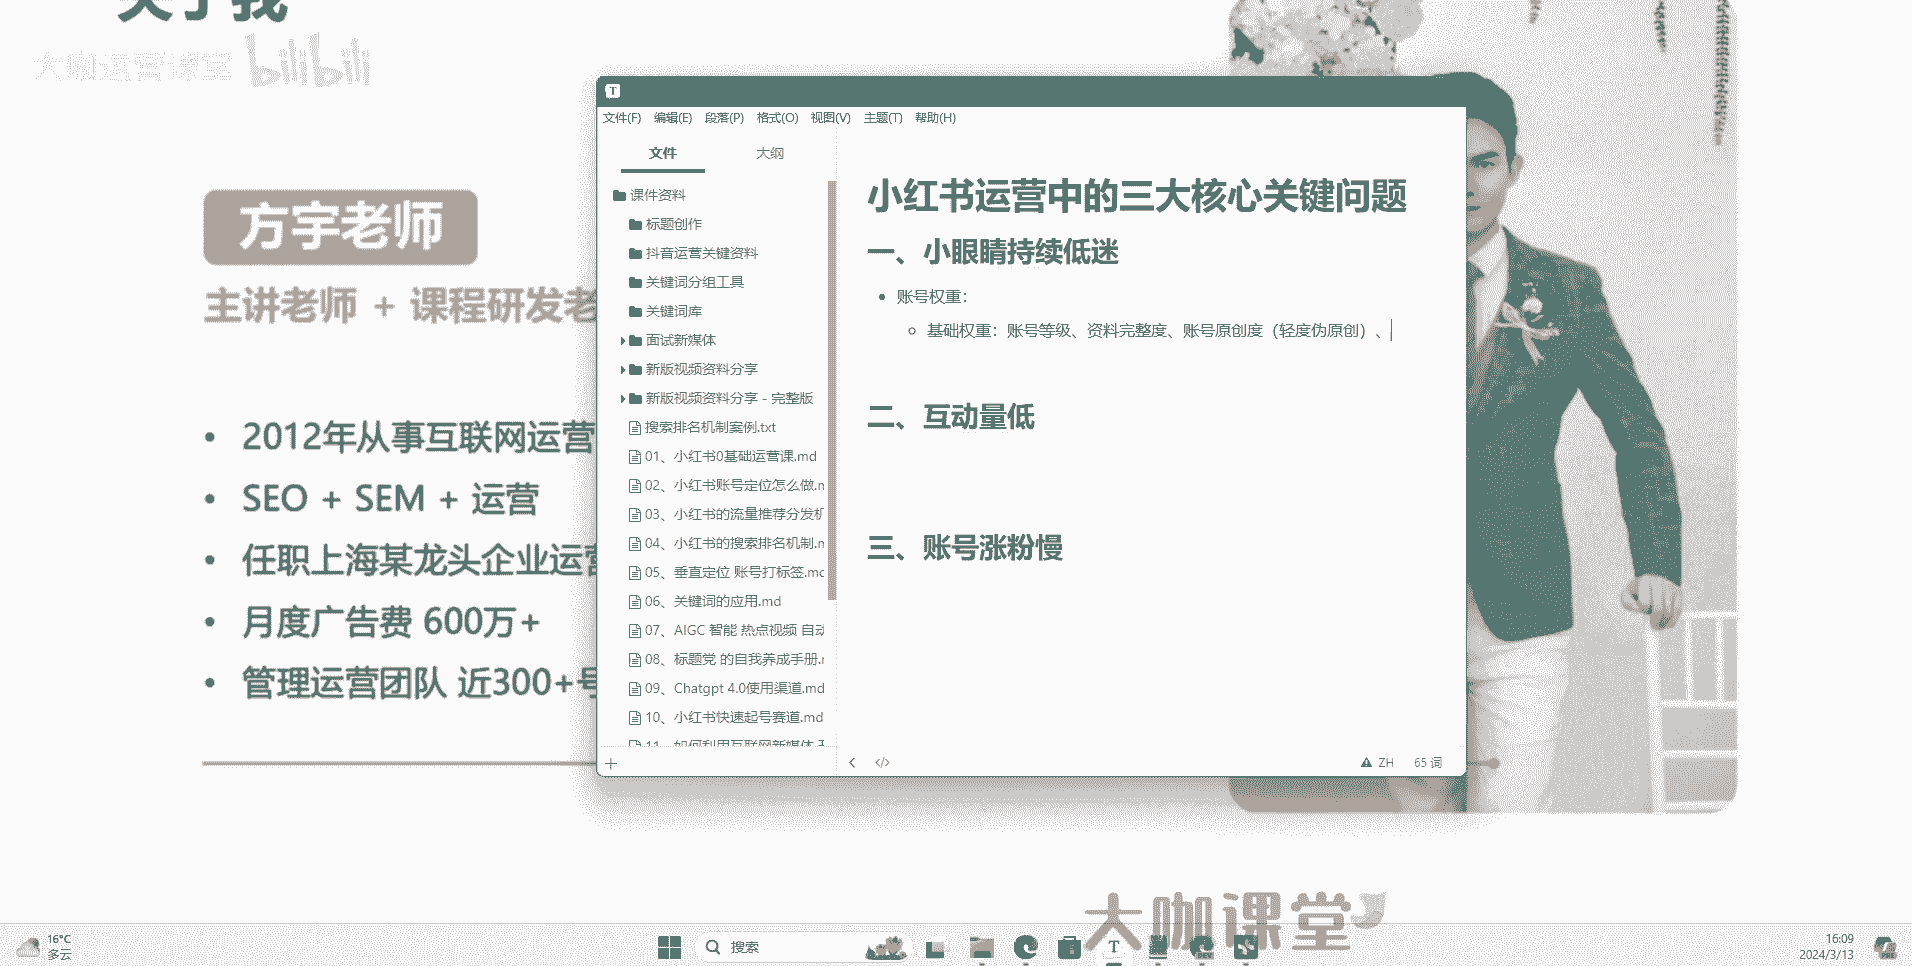 关于我
大咖运营课堂 bilibili
方宇老师
主讲老师 + 课程研发老
• 2012年从事互联网运营
• SEO + SEM + 运营
• 任职上海某龙头企业运营
• 月度广告费 600万+
• 管理运营团队 近300+号
T
文件(F) 编辑(E) 段落(P) 格式(O) 视图(V) 主题(T) 帮助(H)
文件 大纲
课件资料
标题创作
抖音运营关键资料
关键词分组工具
关键词库
面试新媒体
新版视频资料分享
新版视频资料分享 - 完整版
搜索排名机制案例.txt
01、小红书0基础运营课.md
02、小红书账号定位怎么做.m
03、小红书的流量推荐分发机
04、小红书的搜索排名机制.m
05、垂直定位 账号打标签.mc
06、关键词的应用.md
07、AIGC 智能 热点视频 自动
08、标题党 的自我养成手册.
09、Chatgpt 4.0使用渠道.md
10、小红书快速起号赛道.md
11、如何利用互联网新媒体
小红书运营中的三大核心关键问题
一、小眼睛持续低迷
• 账号权重：
◦ 基础权重：账号等级、资料完整度、账号原创度（轻度伪原创）、
二、互动量低
三、账号涨粉慢
ZH 65 词
大咖课堂
16°C
多云
搜索
T
DEV
16:09
2024/3/13
PRE